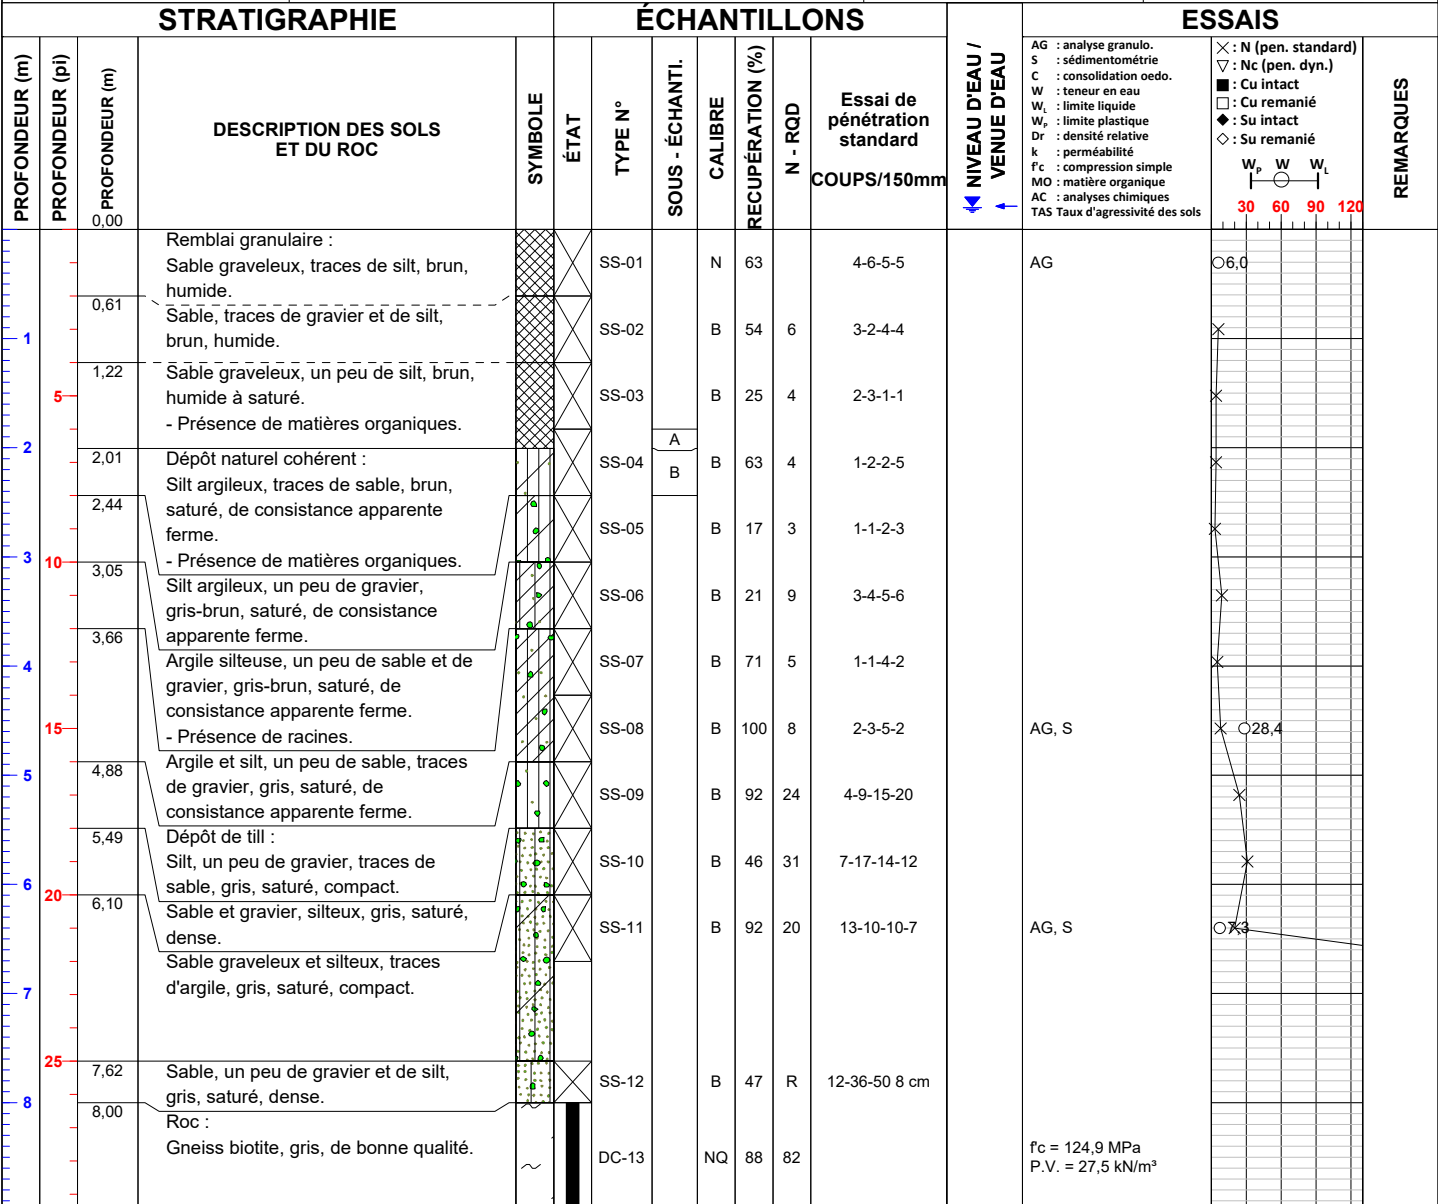 STRATIGRAPHIE
ÉCHANTILLONS
ESSAIS
PROFONDEUR (m)
PROFONDEUR (pi)
PROFONDEUR (m)
0,00
DESCRIPTION DES SOLS
ET DU ROC
SYMBOLE
ÉTAT
TYPE N°
SOUS - ÉCHANTI.
CALIBRE
RECUPÉRATION (%)
N - RQD
Essai de
pénétration
standard
COUPS/150mm
NIVEAU D'EAU /
VENUE D'EAU
AG : analyse granulo.
S : sédimentométrie
C : consolidation oedo.
W : teneur en eau
WL : limite liquide
WP : limite plastique
Dr : densité relative
k : perméabilité
f'c : compression simple
MO : matière organique
AC : analyses chimiques
TAS Taux d'agressivité des sols
: N (pen. standard)
: Nc (pen. dyn.)
: Cu intact
: Cu remanié
: Su intact
: Su remanié
WP W WL
30 60 90 120
REMARQUES
Remblai granulaire :
Sable graveleux, traces de silt, brun,
humide.
SS-01 N 63 4-6-5-5 AG 6,0
0,61
Sable, traces de gravier et de silt,
brun, humide.
1
SS-02 B 54 6 3-2-4-4
1,22
Sable graveleux, un peu de silt, brun,
humide à saturé.
- Présence de matières organiques.
5
SS-03 B 25 4 2-3-1-1
A
2
2,01
Dépôt naturel cohérent :
Silt argileux, traces de sable, brun,
saturé, de consistance apparente
ferme.
- Présence de matières organiques.
SS-04 B B 63 4 1-2-2-5
2,44
SS-05 B 17 3 1-1-2-3
3
10
3,05
Silt argileux, un peu de gravier,
gris-brun, saturé, de consistance
apparente ferme.
SS-06 B 21 9 3-4-5-6
3,66
Argile silteuse, un peu de sable et de
gravier, gris-brun, saturé, de
consistance apparente ferme.
- Présence de racines.
4
SS-07 B 71 5 1-1-4-2
15
SS-08 B 100 8 2-3-5-2 AG, S 28,4
4,88
Argile et silt, un peu de sable, traces
de gravier, gris, saturé, de
consistance apparente ferme.
5
SS-09 B 92 24 4-9-15-20
5,49
Dépôt de till :
Silt, un peu de gravier, traces de
sable, gris, saturé, compact.
SS-10 B 46 31 7-17-14-12
6
20
6,10
Sable et gravier, silteux, gris, saturé,
dense.
SS-11 B 92 20 13-10-10-7 AG, S 7,3
Sable graveleux et silteux, traces
d'argile, gris, saturé, compact.
7
25
7,62
Sable, un peu de gravier et de silt,
gris, saturé, dense.
SS-12 B 47 R 12-36-50 8 cm
8
8,00
Roc :
Gneiss biotite, gris, de bonne qualité.
DC-13 NQ 88 82
f'c = 124,9 MPa
P.V. = 27,5 kN/m³